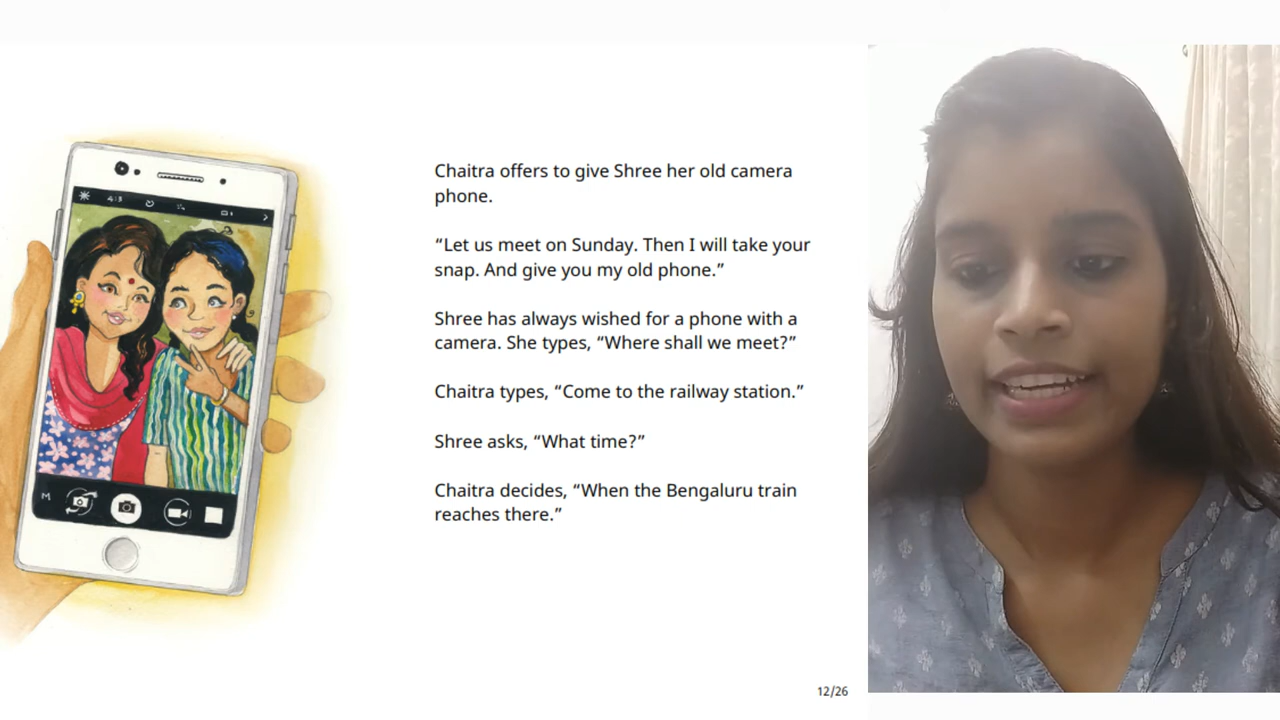 4:3
Chaitra offers to give Shree her old camera
phone.
“Let us meet on Sunday. Then I will take your
snap. And give you my old phone.”
Shree has always wished for a phone with a
camera. She types, “Where shall we meet?”
Chaitra types, “Come to the railway station.”
Shree asks, “What time?”
Chaitra decides, “When the Bengaluru train
reaches there.”
M
12/26